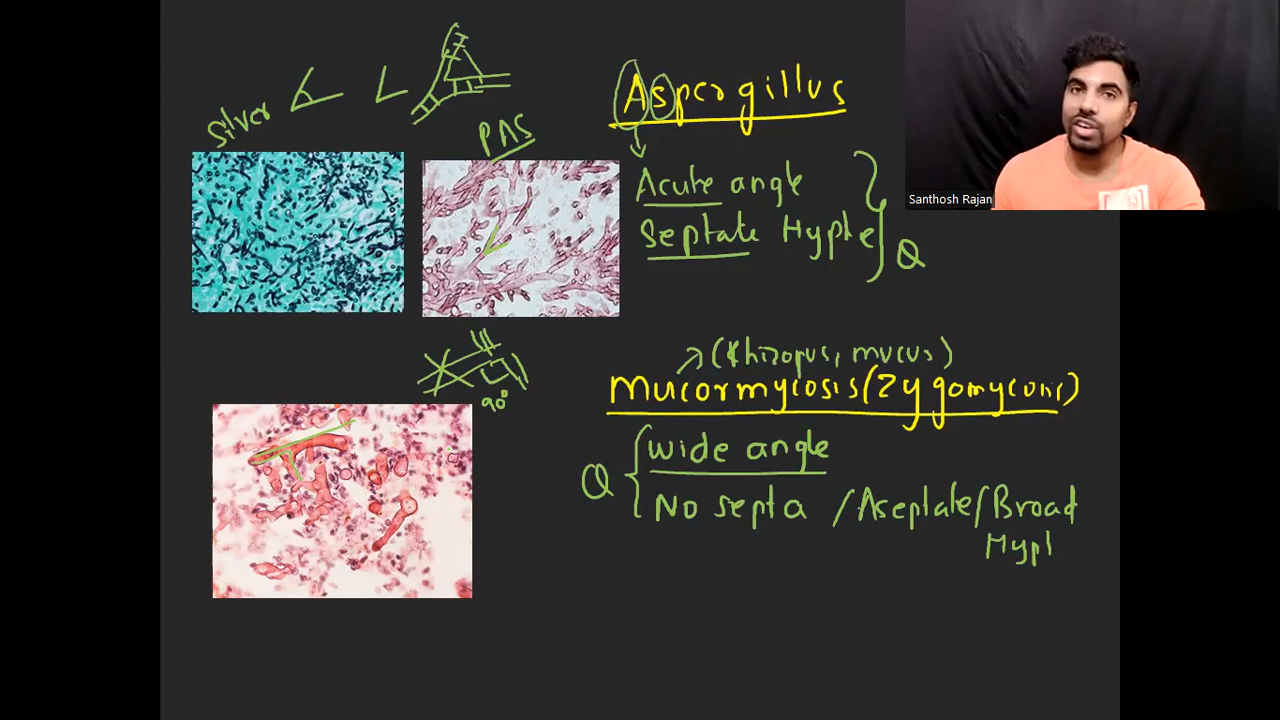 Silver
PAS
Aspergillus
Acute angle
Septate Hyphe
Q
Santhosh Rajan
(Rhizopus, mucus)
Mucormycosis (Zygomyconis)
90°
Q
wide angle
No septa / Aseptate / Broad
Hyph